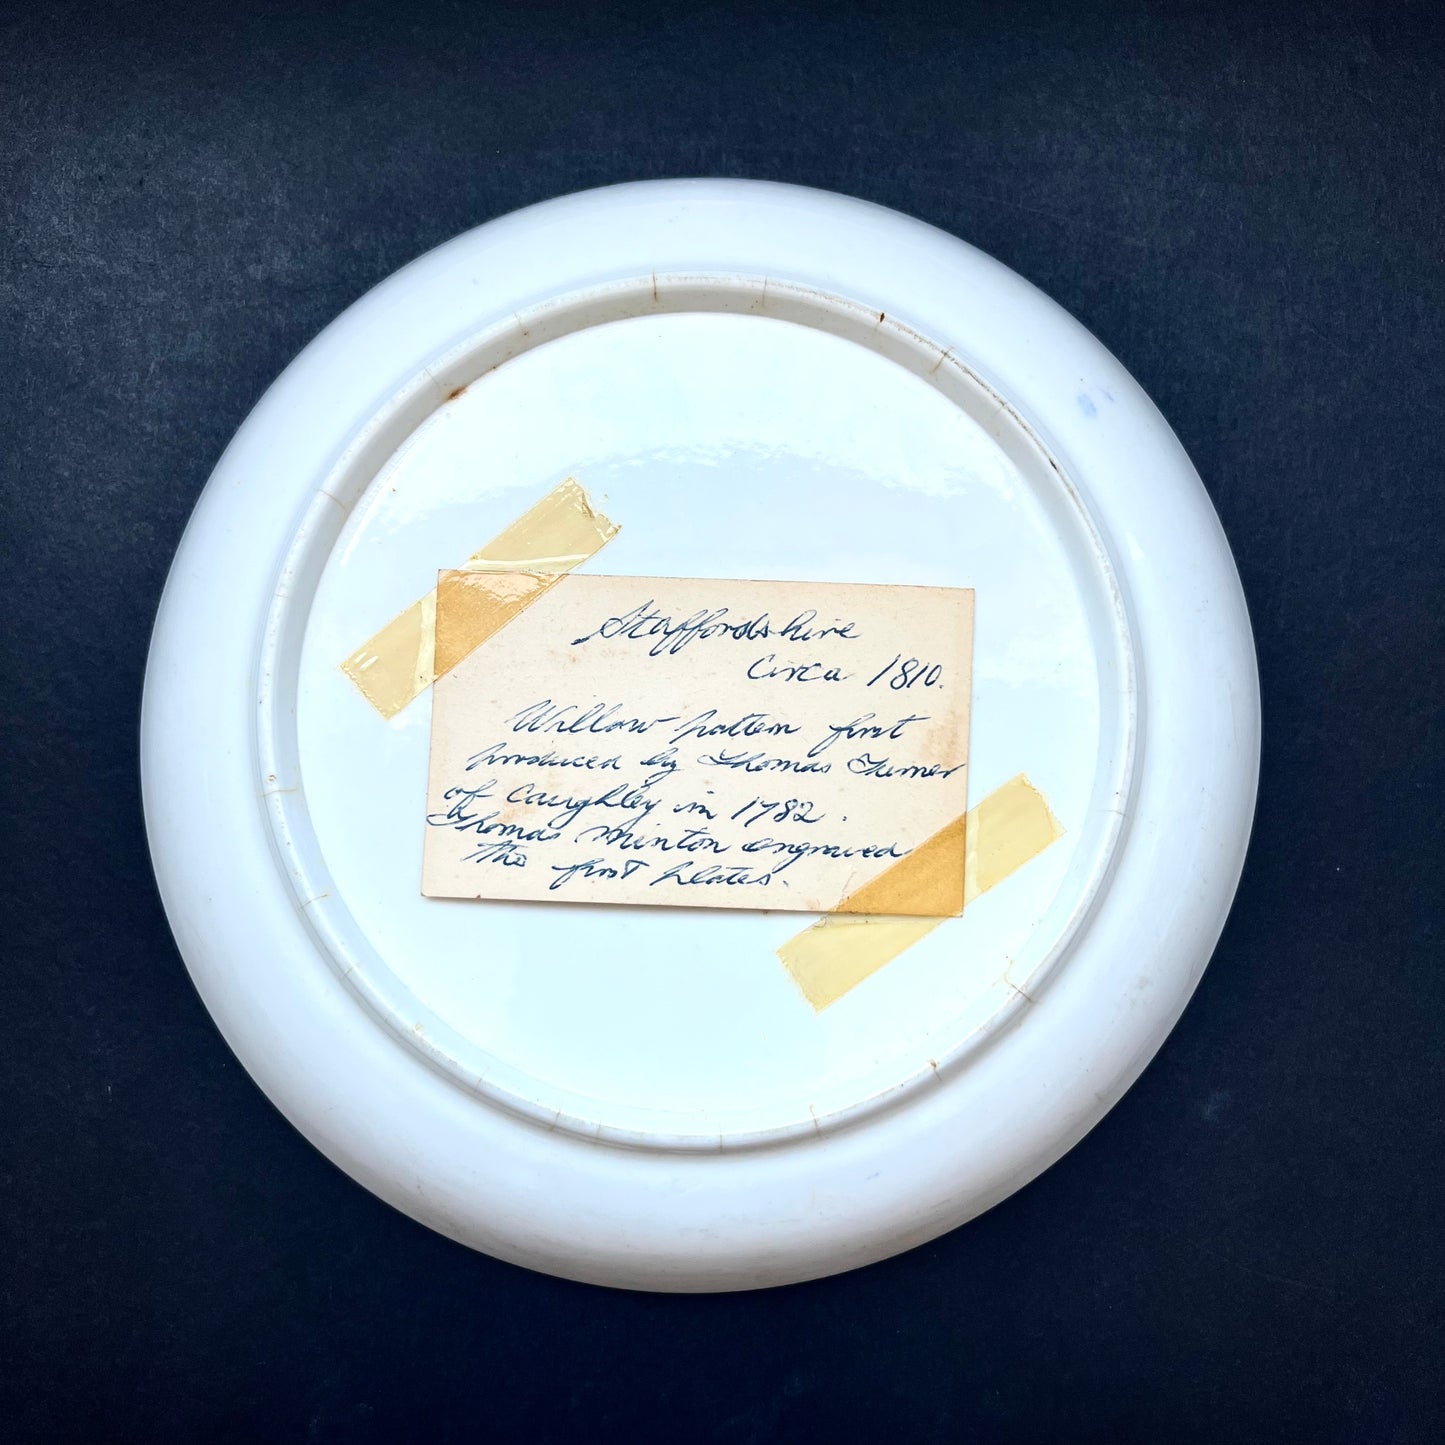 Staffordshire
Circa 1810.
Willow pattern first
produced by Thomas Turner
of Caughley in 1782.
Thomas Minton engraved
the first plates.